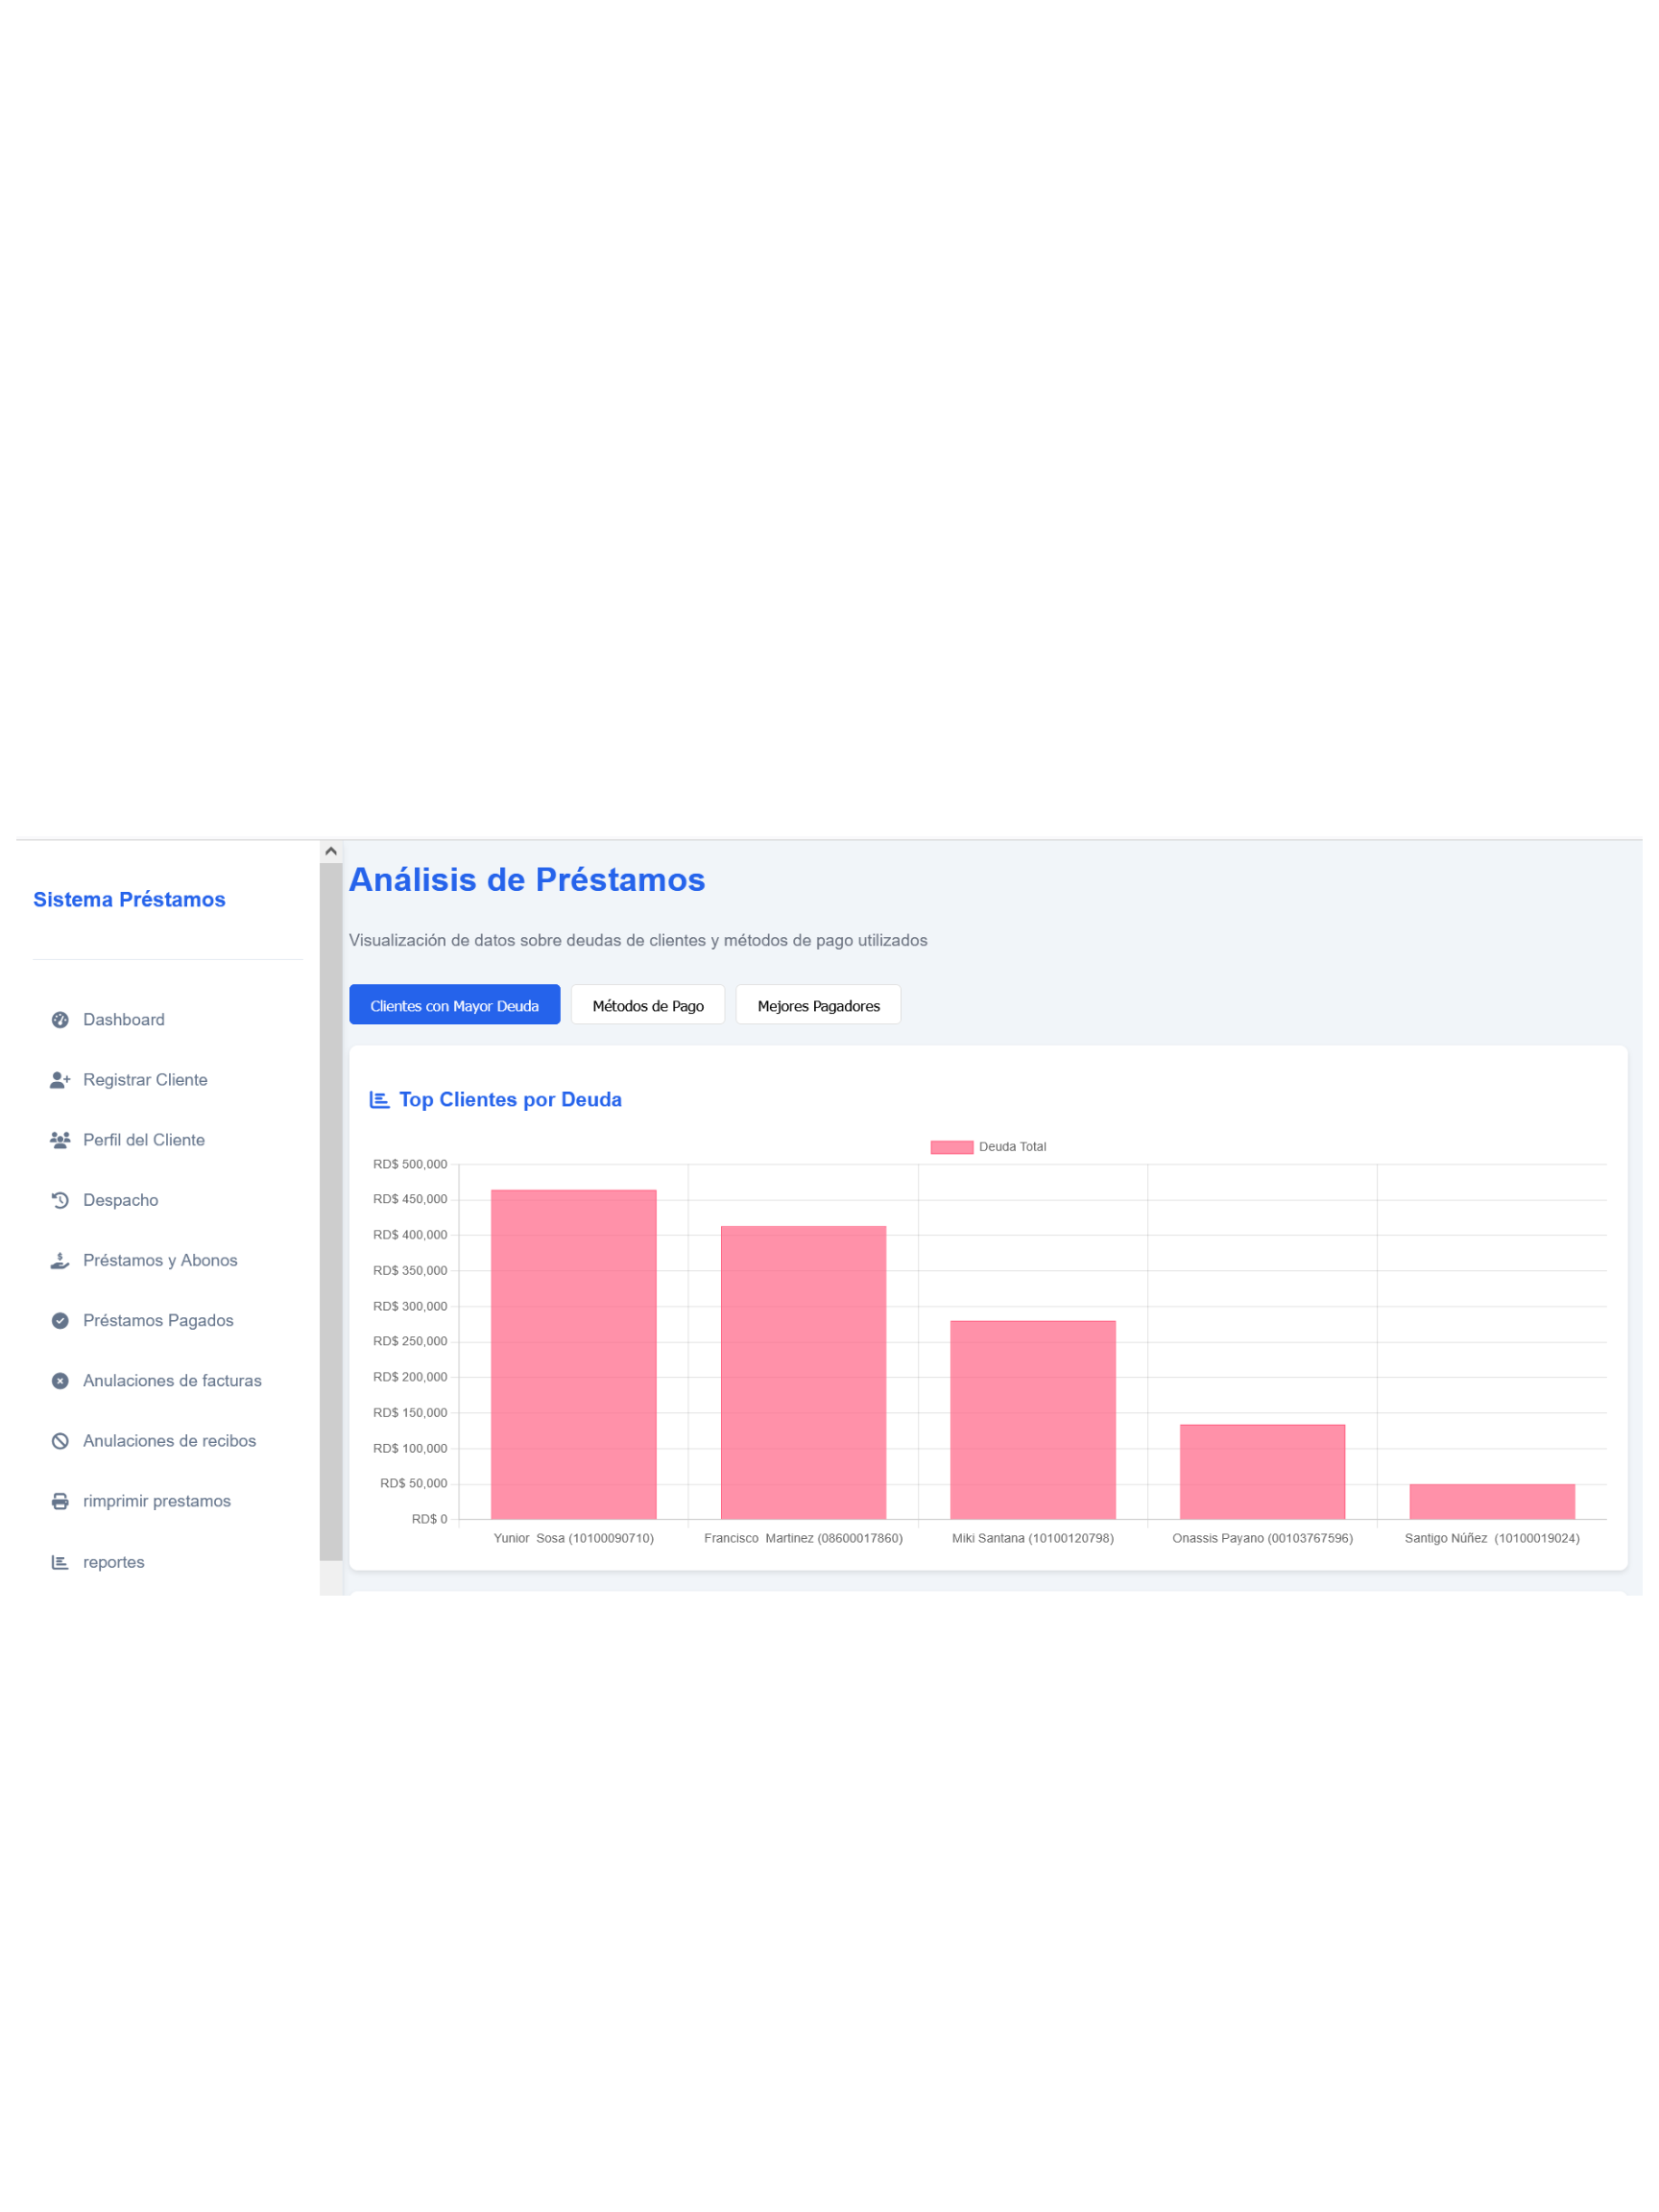 Sistema Préstamos
Dashboard
Registrar Cliente
Perfil del Cliente
Despacho
Préstamos y Abonos
Préstamos Pagados
Anulaciones de facturas
Anulaciones de recibos
rimprimir prestamos
reportes
Análisis de Préstamos
Visualización de datos sobre deudas de clientes y métodos de pago utilizados
Clientes con Mayor Deuda Métodos de Pago Mejores Pagadores
Top Clientes por Deuda
Deuda Total
RD$ 500,000
RD$ 450,000
RD$ 400,000
RD$ 350,000
RD$ 300,000
RD$ 250,000
RD$ 200,000
RD$ 150,000
RD$ 100,000
RD$ 50,000
RD$ 0
Yunior  Sosa (10100090710) Francisco  Martinez (08600017860) Miki Santana (10100120798) Onassis Payano (00103767596) Santigo Núñez  (10100019024)